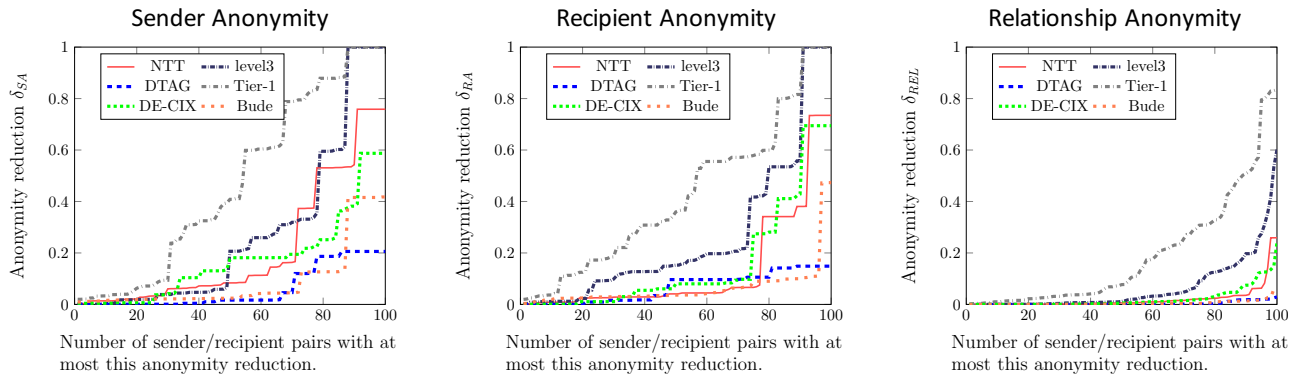 Sender Anonymity
Anonymity reduction δSA
1
0.8
0.6
0.4
0.2
0
NTT level3
DTAG Tier-1
DE-CIX Bude
0 20 40 60 80 100
Number of sender/recipient pairs with at
most this anonymity reduction.
Recipient Anonymity
Anonymity reduction δRA
1
0.8
0.6
0.4
0.2
0
NTT level3
DTAG Tier-1
DE-CIX Bude
0 20 40 60 80 100
Number of sender/recipient pairs with at
most this anonymity reduction.
Relationship Anonymity
Anonymity reduction δREL
1
0.8
0.6
0.4
0.2
0
NTT level3
DTAG Tier-1
DE-CIX Bude
0 20 40 60 80 100
Number of sender/recipient pairs with at
most this anonymity reduction.